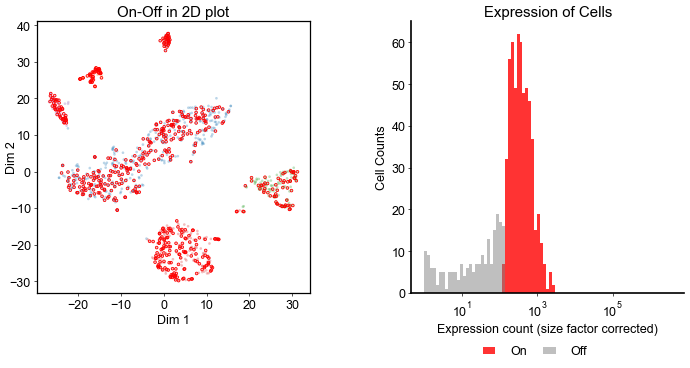 On-Off in 2D plot
40
30
20
10
0
−10
−20
−30
Dim 2
−20 −10 0 10 20 30
Dim 1
Expression of Cells
60
50
40
30
20
10
0
Cell Counts
10^1 10^3 10^5
Expression count (size factor corrected)
On Off